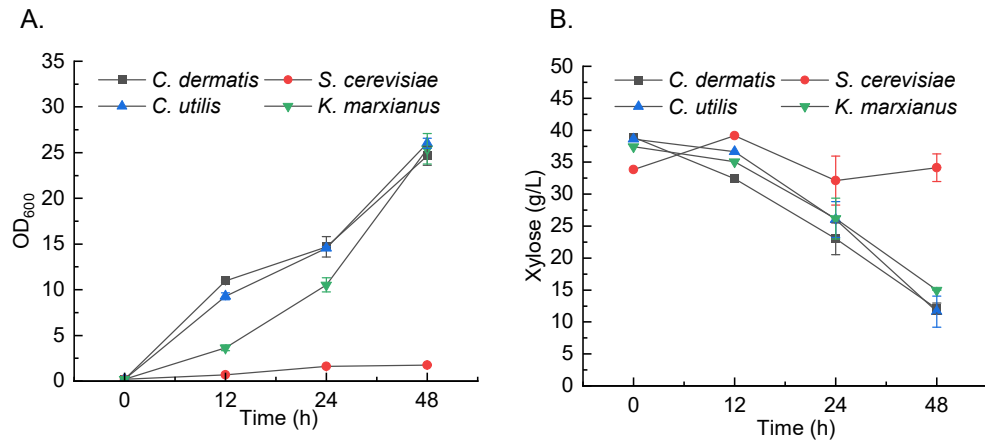 A.
C. dermatis S. cerevisiae
C. utilis K. marxianus
35
30
25
20
15
10
5
0
OD600
0 12 24 48
Time (h)
B.
C. dermatis S. cerevisiae
C. utilis K. marxianus
50
45
40
35
30
25
20
15
10
5
0
Xylose (g/L)
0 12 24 48
Time (h)